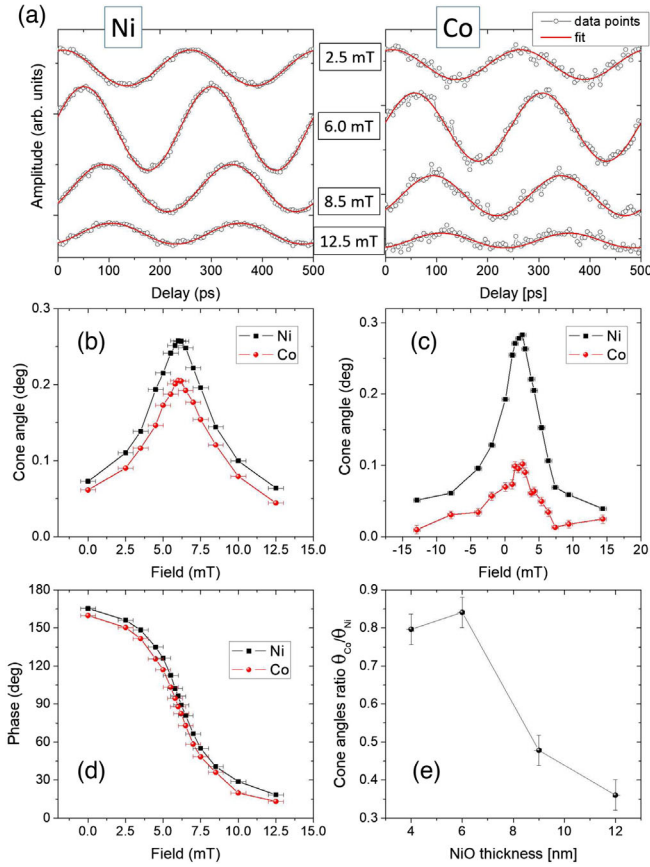 (a)
Ni
Co
data points
fit
2.5 mT
6.0 mT
8.5 mT
12.5 mT
Amplitude (arb. units)
0 100 200 300 400 500
0 100 200 300 400 500
Delay (ps)
Delay [ps]
(b)
Ni
Co
Cone angle (deg)
0.3
0.2
0.1
0.0
0.0 2.5 5.0 7.5 10.0 12.5 15.0
Field (mT)
(c)
Ni
Co
Cone angle (deg)
0.3
0.2
0.1
0.0
-15 -10 -5 0 5 10 15 20
Field (mT)
(d)
Ni
Co
Phase (deg)
180
150
120
90
60
30
0
0.0 2.5 5.0 7.5 10.0 12.5 15.0
Field (mT)
(e)
Cone angles ratio θCo/θNi
0.9
0.8
0.7
0.6
0.5
0.4
0.3
4 6 8 10 12
NiO thickness [nm]